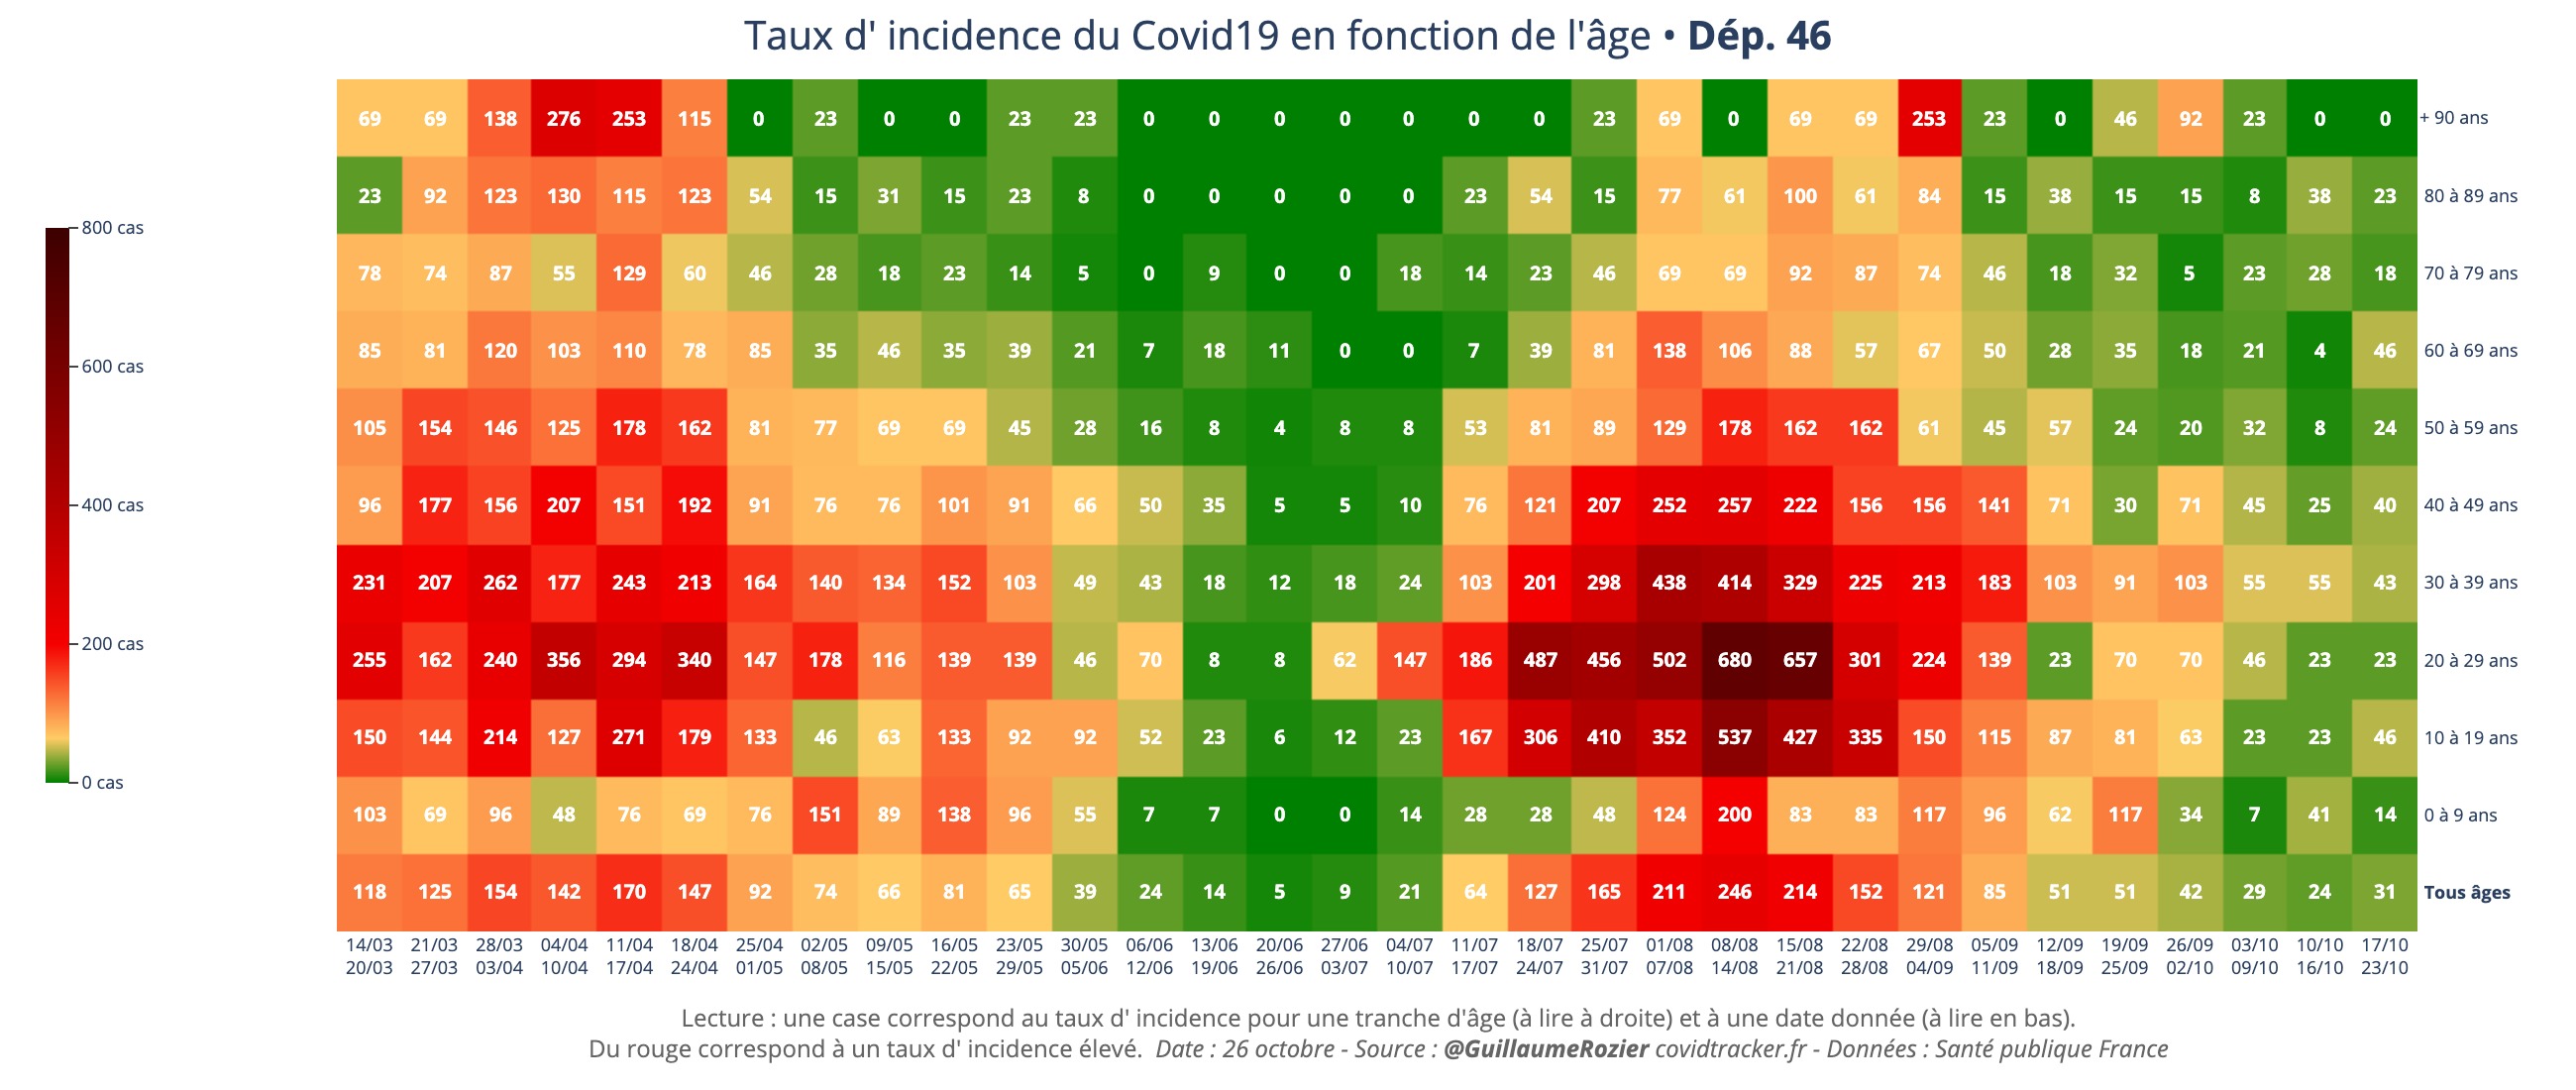 Taux d' incidence du Covid19 en fonction de l'âge • Dép. 46
800 cas
600 cas
400 cas
200 cas
0 cas
69 69 138 276 253 115 0 23 0 0 23 23 0 0 0 0 0 0 0 23 69 0 69 69 253 23 0 46 92 23 0 0 + 90 ans
23 92 123 130 115 123 54 15 31 15 23 8 0 0 0 0 0 23 54 15 77 61 100 61 84 15 38 15 15 8 38 23 80 à 89 ans
78 74 87 55 129 60 46 28 18 23 14 5 0 9 0 0 18 14 23 46 69 69 92 87 74 46 18 32 5 23 28 18 70 à 79 ans
85 81 120 103 110 78 85 35 46 35 39 21 7 18 11 0 0 7 39 81 138 106 88 57 67 50 28 35 18 21 4 46 60 à 69 ans
105 154 146 125 178 162 81 77 69 69 45 28 16 8 4 8 8 53 81 89 129 178 162 162 61 45 57 24 20 32 8 24 50 à 59 ans
96 177 156 207 151 192 91 76 76 101 91 66 50 35 5 5 10 76 121 207 252 257 222 156 156 141 71 30 71 45 25 40 40 à 49 ans
231 207 262 177 243 213 164 140 134 152 103 49 43 18 12 18 24 103 201 298 438 414 329 225 213 183 103 91 103 55 55 43 30 à 39 ans
255 162 240 356 294 340 147 178 116 139 139 46 70 8 8 62 147 186 487 456 502 680 657 301 224 139 23 70 70 46 23 23 20 à 29 ans
150 144 214 127 271 179 133 46 63 133 92 92 52 23 6 12 23 167 306 410 352 537 427 335 150 115 87 81 63 23 23 46 10 à 19 ans
103 69 96 48 76 69 76 151 89 138 96 55 7 7 0 0 14 28 28 48 124 200 83 83 117 96 62 117 34 7 41 14 0 à 9 ans
118 125 154 142 170 147 92 74 66 81 65 39 24 14 5 9 21 64 127 165 211 246 214 152 121 85 51 51 42 29 24 31 Tous âges
14/03 21/03 28/03 04/04 11/04 18/04 25/04 02/05 09/05 16/05 23/05 30/05 06/06 13/06 20/06 27/06 04/07 11/07 18/07 25/07 01/08 08/08 15/08 22/08 29/08 05/09 12/09 19/09 26/09 03/10 10/10 17/10
20/03 27/03 03/04 10/04 17/04 24/04 01/05 08/05 15/05 22/05 29/05 05/06 12/06 19/06 26/06 03/07 10/07 17/07 24/07 31/07 07/08 14/08 21/08 28/08 04/09 11/09 18/09 25/09 02/10 09/10 16/10 23/10
Lecture : une case correspond au taux d' incidence pour une tranche d'âge (à lire à droite) et à une date donnée (à lire en bas).
Du rouge correspond à un taux d' incidence élevé. Date : 26 octobre - Source : @GuillaumeRozier covidtracker.fr - Données : Santé publique France